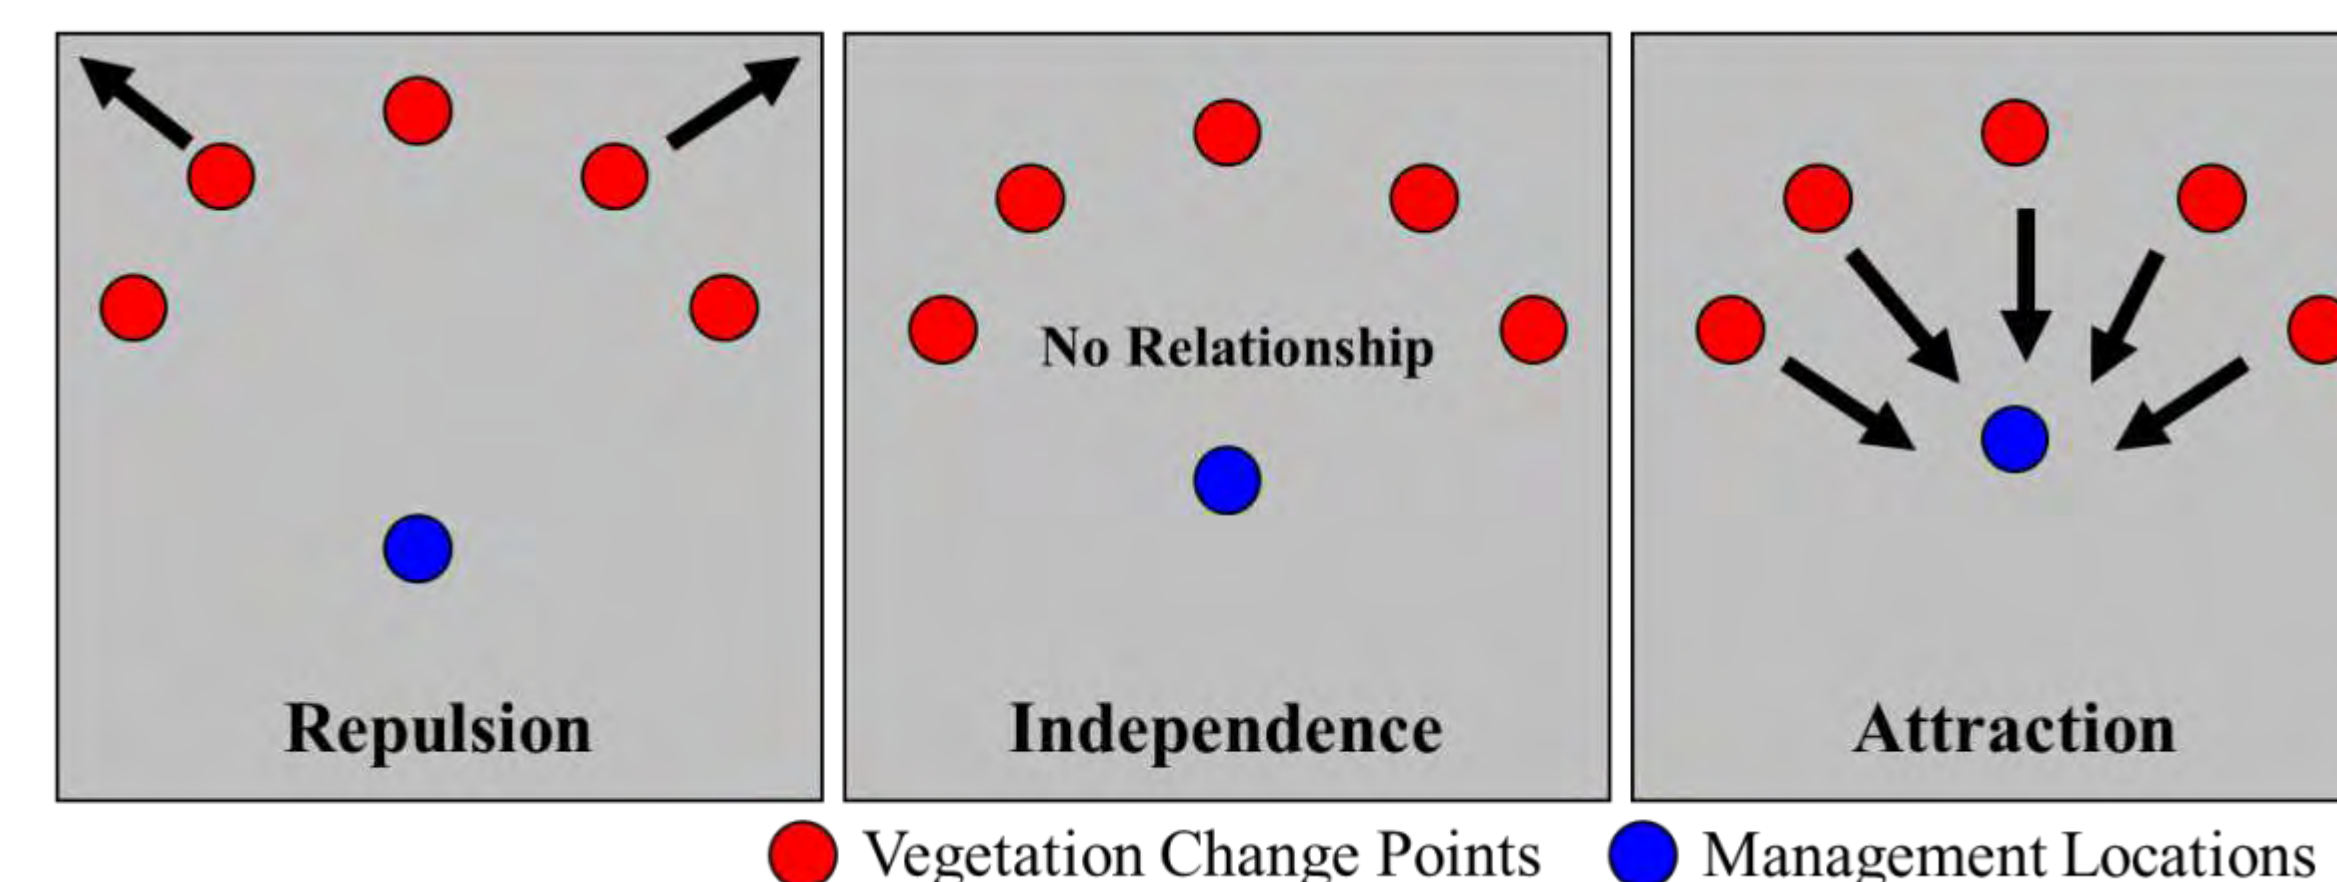 No Relationship
Repulsion
Independence
Attraction
Vegetation Change Points
Management Locations